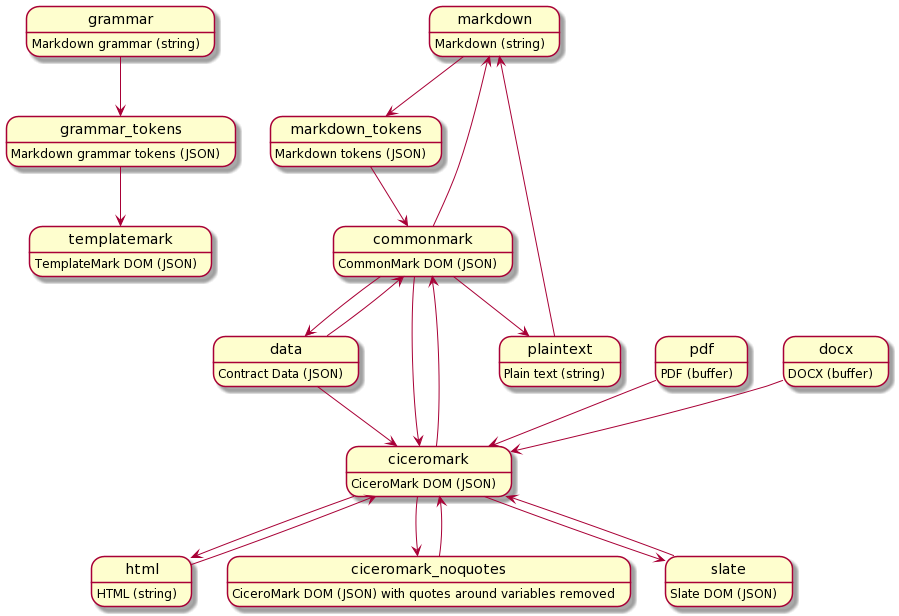 grammar
Markdown grammar (string)
markdown
Markdown (string)
grammar_tokens
Markdown grammar tokens (JSON)
markdown_tokens
Markdown tokens (JSON)
templatemark
TemplateMark DOM (JSON)
commonmark
CommonMark DOM (JSON)
data
Contract Data (JSON)
plaintext
Plain text (string)
pdf
PDF (buffer)
docx
DOCX (buffer)
ciceromark
CiceroMark DOM (JSON)
html
HTML (string)
ciceromark_noquotes
CiceroMark DOM (JSON) with quotes around variables removed
slate
Slate DOM (JSON)